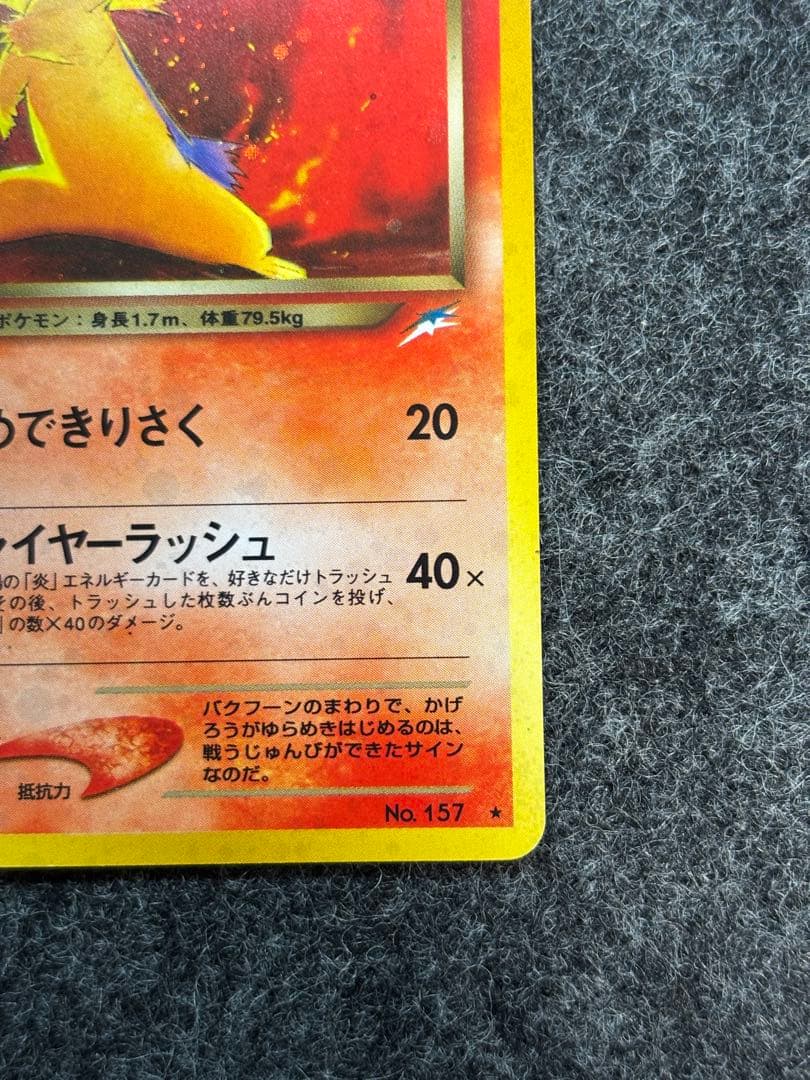 ポケモン：身長1.7m、体重79.5kg
めできりさく 20
ァイヤーラッシュ
の「炎」エネルギーカードを、好きなだけトラッシュ 40×
その後、トラッシュした枚数ぶんコインを投げ、
」の数×40のダメージ。
バクフーンのまわりで、かげ
ろうがゆらめきはじめるのは、
戦うじゅんびができたサイン
なのだ。
抵抗力
No. 157 ★